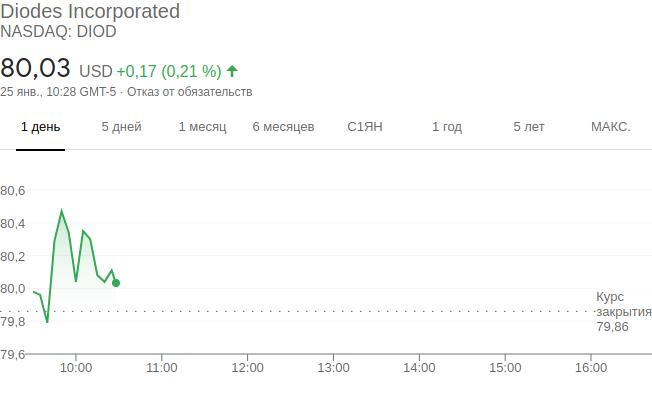 Diodes Incorporated
NASDAQ: DIOD
80,03 USD +0,17 (0,21 %) ↑
25 янв., 10:28 GMT-5 · Отказ от обязательств
1 день 5 дней 1 месяц 6 месяцев С1ЯН 1 год 5 лет МАКС.
80,6
80,4
80,2
80,0
79,8
79,6
Курс
закрытия
79,86
10:00 11:00 12:00 13:00 14:00 15:00 16:00